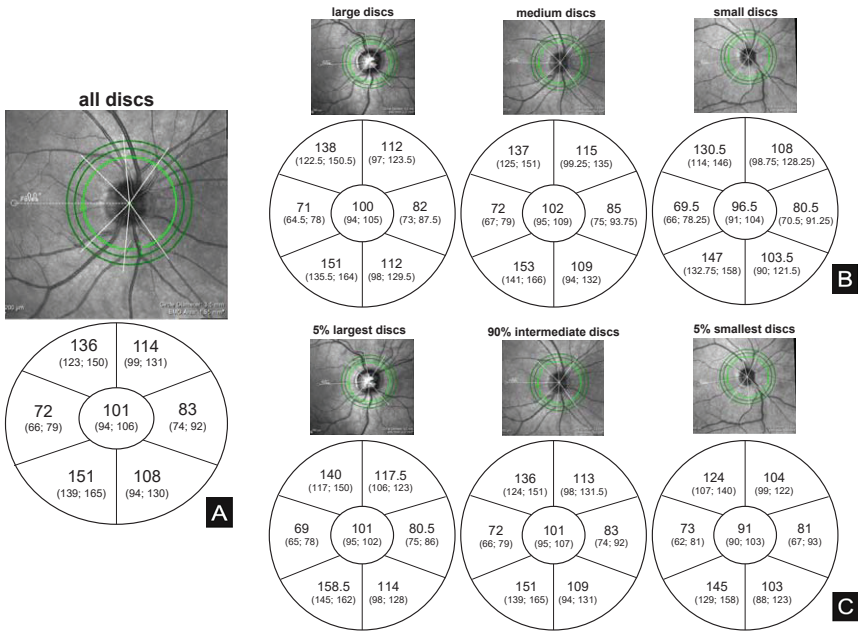 all discs
Circle Diameter: 3.5 mm
136 114
(123; 150) (99; 131)
72 101 83
(66; 79) (94; 106) (74; 92)
151 108
(139; 165) (94; 130)
A
large discs medium discs small discs
138 112 137 115 130.5 108
(122.5; 150.5) (97; 123.5) (125; 151) (99.25; 135) (114; 146) (98.75; 128.25)
71 100 82 72 102 85 69.5 96.5 80.5
(64.5; 78) (94; 105) (73; 87.5) (67; 79) (95; 109) (75; 93.75) (66; 78.25) (91; 104) (70.5; 91.25)
151 112 153 109 147 103.5
(135.5; 164) (98; 129.5) (141; 166) (94; 132) (132.75; 158) (90; 121.5)
B
5% largest discs 90% intermediate discs 5% smallest discs
140 117.5 136 113 124 104
(117; 150) (106; 123) (124; 151) (98; 131.5) (107; 140) (99; 122)
69 101 80.5 72 101 83 73 91 81
(65; 78) (95; 102) (75; 86) (66; 79) (95; 107) (74; 92) (62; 81) (90; 103) (67; 93)
158.5 114 151 109 145 103
(145; 162) (98; 128) (139; 165) (94; 131) (129; 158) (88; 123)
C